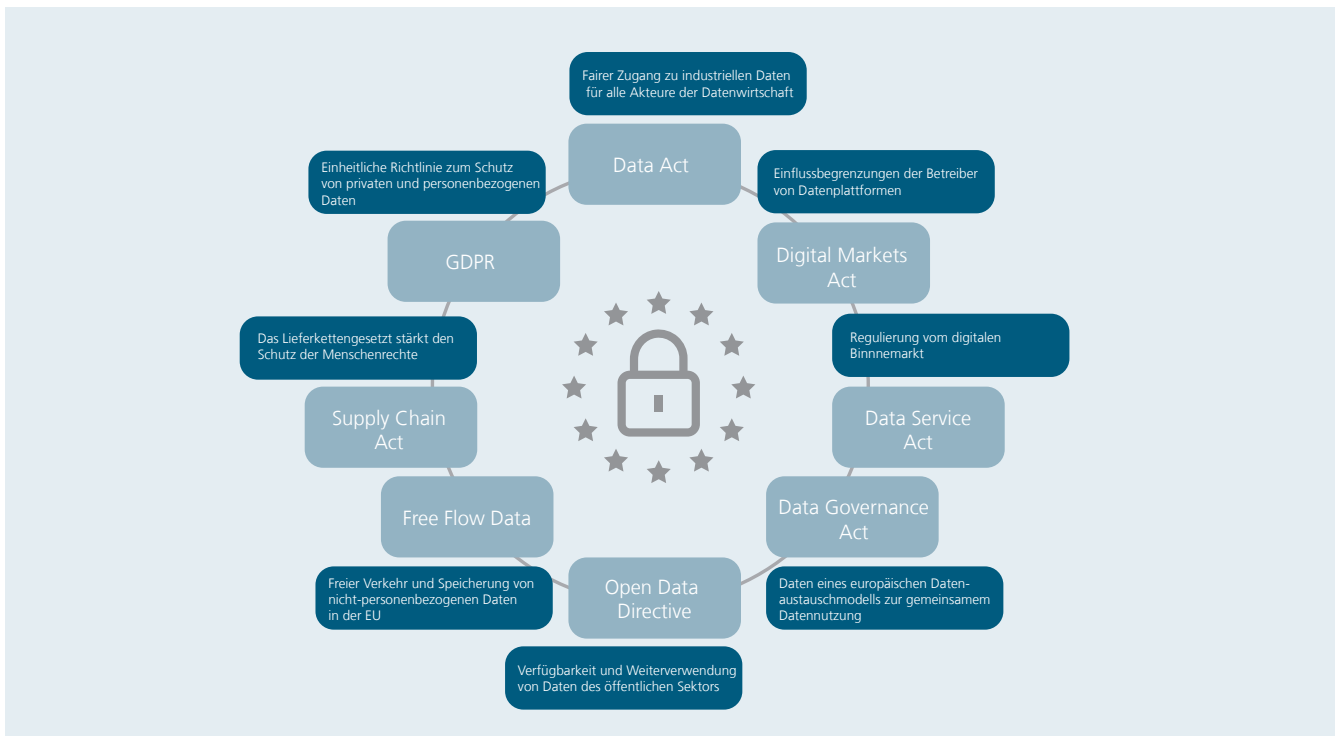 Fairer Zugang zu industriellen Daten
für alle Akteure der Datenwirtschaft
Data Act
Einheitliche Richtlinie zum Schutz
von privaten und personenbezogenen
Daten
Einflussbegrenzungen der Betreiber
von Datenplattformen
GDPR
Digital Markets
Act
Das Lieferkettengesetzt stärkt den
Schutz der Menschenrechte
Regulierung vom digitalen
Binnnemarkt
Supply Chain
Act
Data Service
Act
Free Flow Data
Data Governance
Act
Freier Verkehr und Speicherung von
nicht-personenbezogenen Daten
in der EU
Open Data
Directive
Daten eines europäischen Daten-
austauschmodells zur gemeinsamem
Datennutzung
Verfügbarkeit und Weiterverwendung
von Daten des öffentlichen Sektors